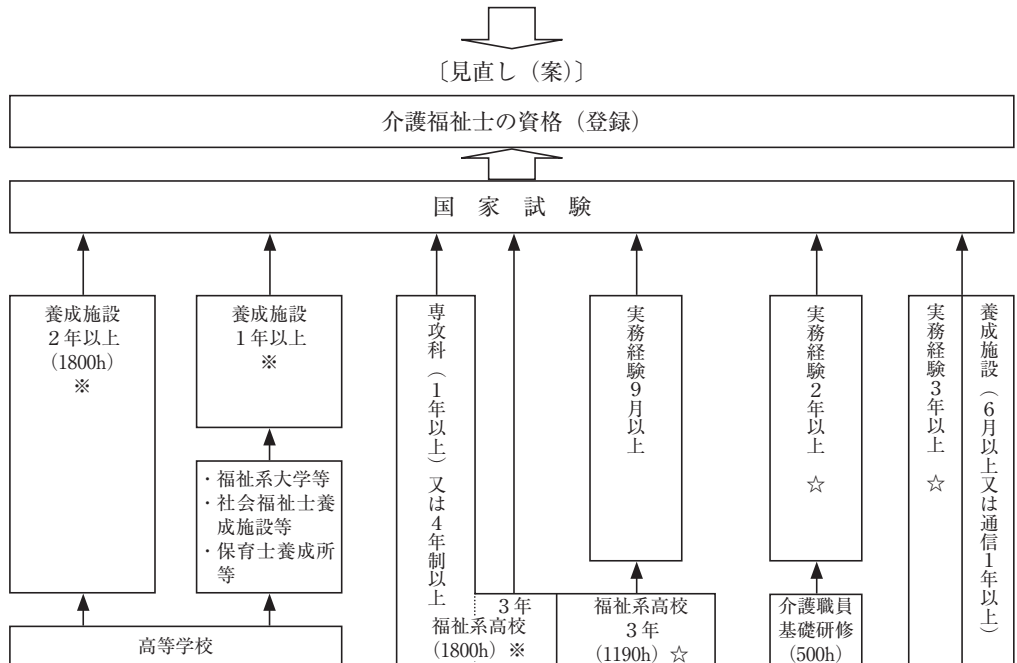 〔見直し（案）〕
介護福祉士の資格（登録）
国　家　試　験
養成施設
２年以上
（1800h）
※
養成施設
１年以上
※
・福祉系大学等
・社会福祉士養
成施設等
・保育士養成所
等
高等学校
専攻科（１年以上）又は４年制以上
３年
福祉系高校
（1800h）※
実務経験９月以上
福祉系高校
３年
（1190h）☆
実務経験２年以上　☆
介護職員
基礎研修
（500h）
実務経験３年以上　☆
養成施設（６月以上又は通信１年以上）